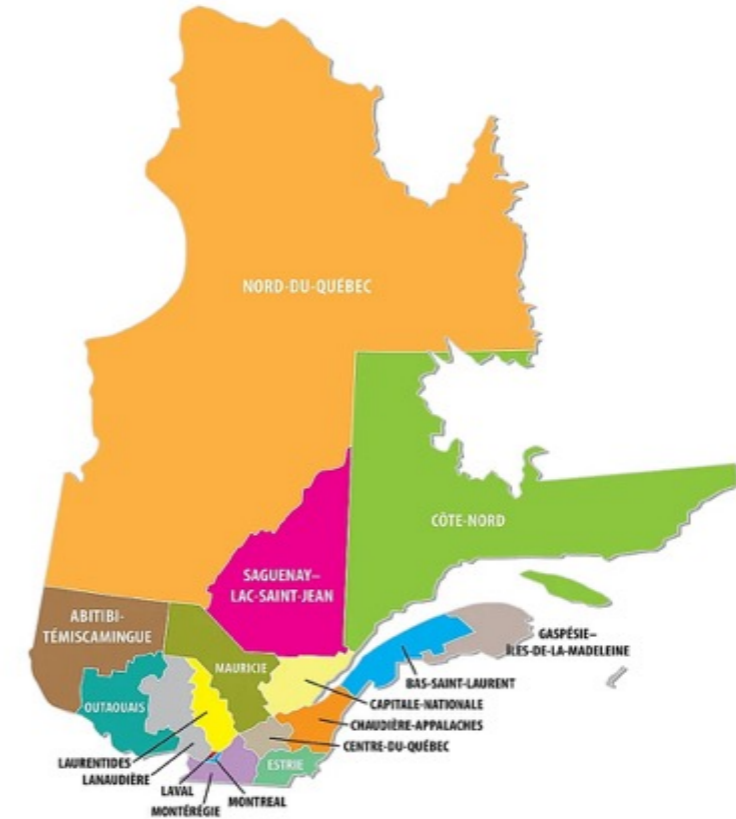 NORD-DU-QUÉBEC
CÔTE-NORD
SAGUENAY–
LAC-SAINT-JEAN
ABITIBI-
TÉMISCAMINGUE
MAURICIE
OUTAOUAIS
GASPÉSIE–
ÎLES-DE-LA-MADELEINE
BAS-SAINT-LAURENT
CAPITALE-NATIONALE
CHAUDIÈRE-APPALACHES
CENTRE-DU-QUÉBEC
ESTRIE
LAURENTIDES
LANAUDIÈRE
LAVAL
MONTÉRÉGIE
MONTREAL